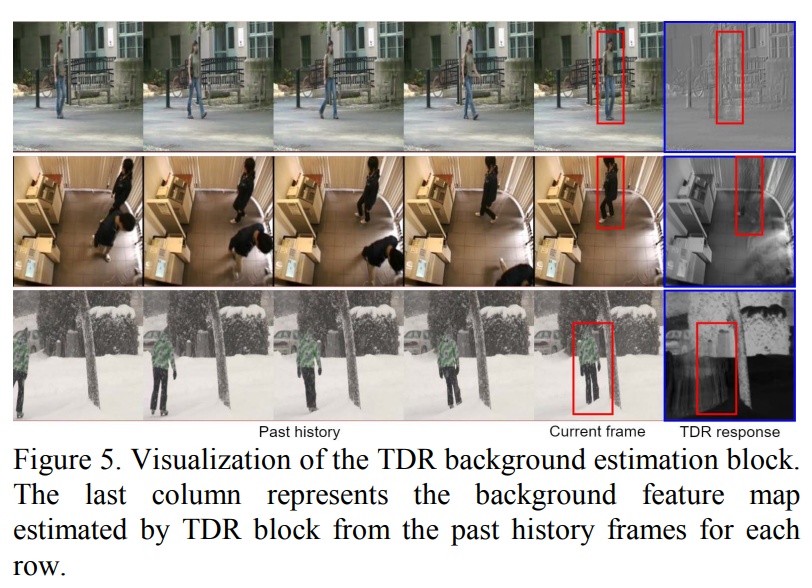 Past history
Current frame
TDR response
Figure 5. Visualization of the TDR background estimation block.
The last column represents the background feature map
estimated by TDR block from the past history frames for each
row.